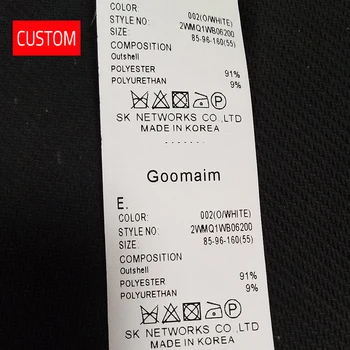 CUSTOM
COLOR 002(O/WHITE)
STYLE NO: 2WMQ1WB06200
SIZE: 85-96-160(55)
COMPOSITION
Outshell
POLYESTER 91%
POLYURETHAN 9%
SK NETWORKS CO.,LTD
MADE IN KOREA
Goomaim
E.
COLOR: 002(O/WHITE)
STYLE NO: 2WMQ1WB06200
SIZE: 85-96-160(55)
COMPOSITION
Outshell
POLYESTER 91%
POLYURETHAN 9%
SK NETWORKS CO.,LTD
MADE IN KOREA